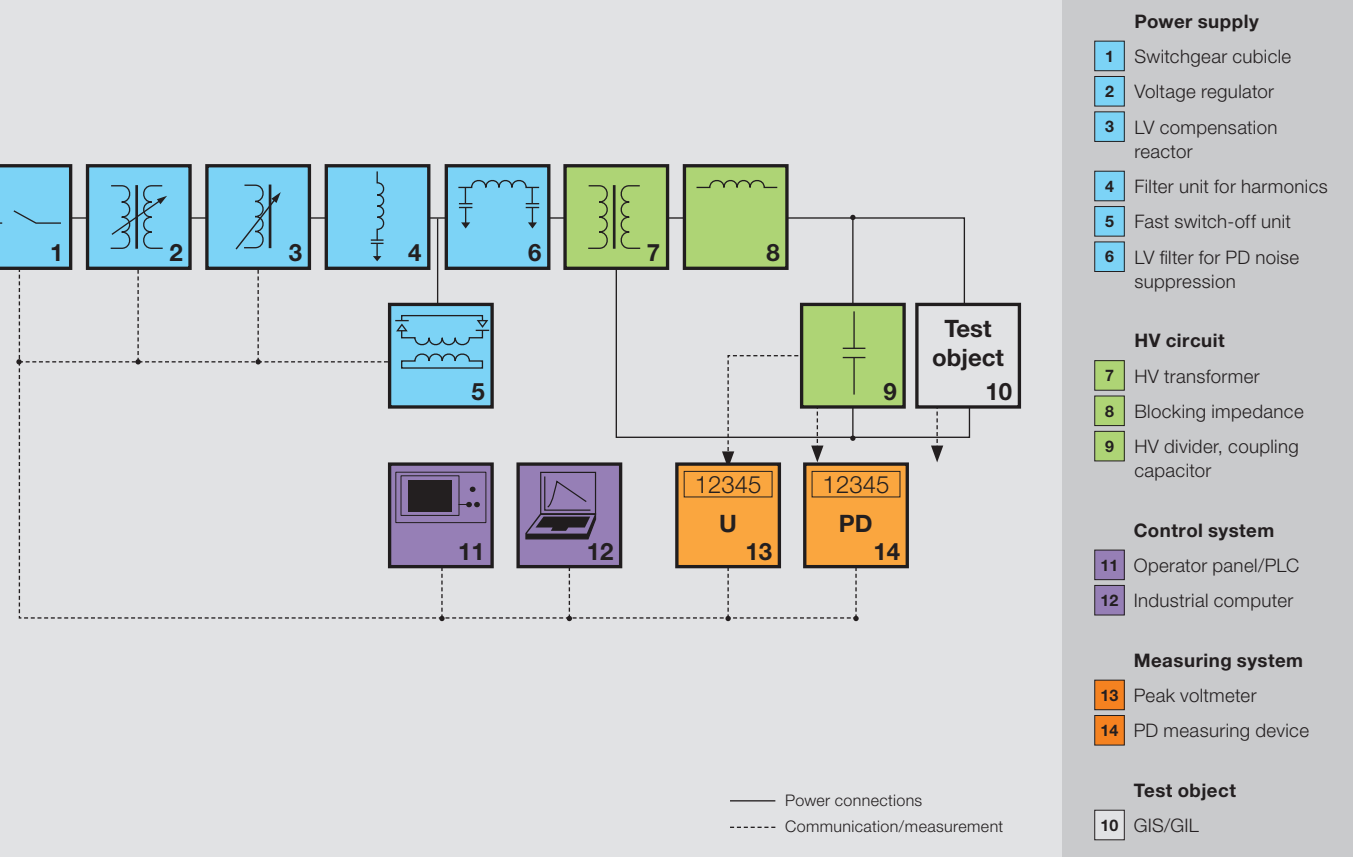 1
2
3
4
6
7
8
5
9
Test
object
10
11
12
12345
U
13
12345
PD
14
Power connections
Communication/measurement
Power supply
1 Switchgear cubicle
2 Voltage regulator
3 LV compensation
reactor
4 Filter unit for harmonics
5 Fast switch-off unit
6 LV filter for PD noise
suppression
HV circuit
7 HV transformer
8 Blocking impedance
9 HV divider, coupling
capacitor
Control system
11 Operator panel/PLC
12 Industrial computer
Measuring system
13 Peak voltmeter
14 PD measuring device
Test object
10 GIS/GIL